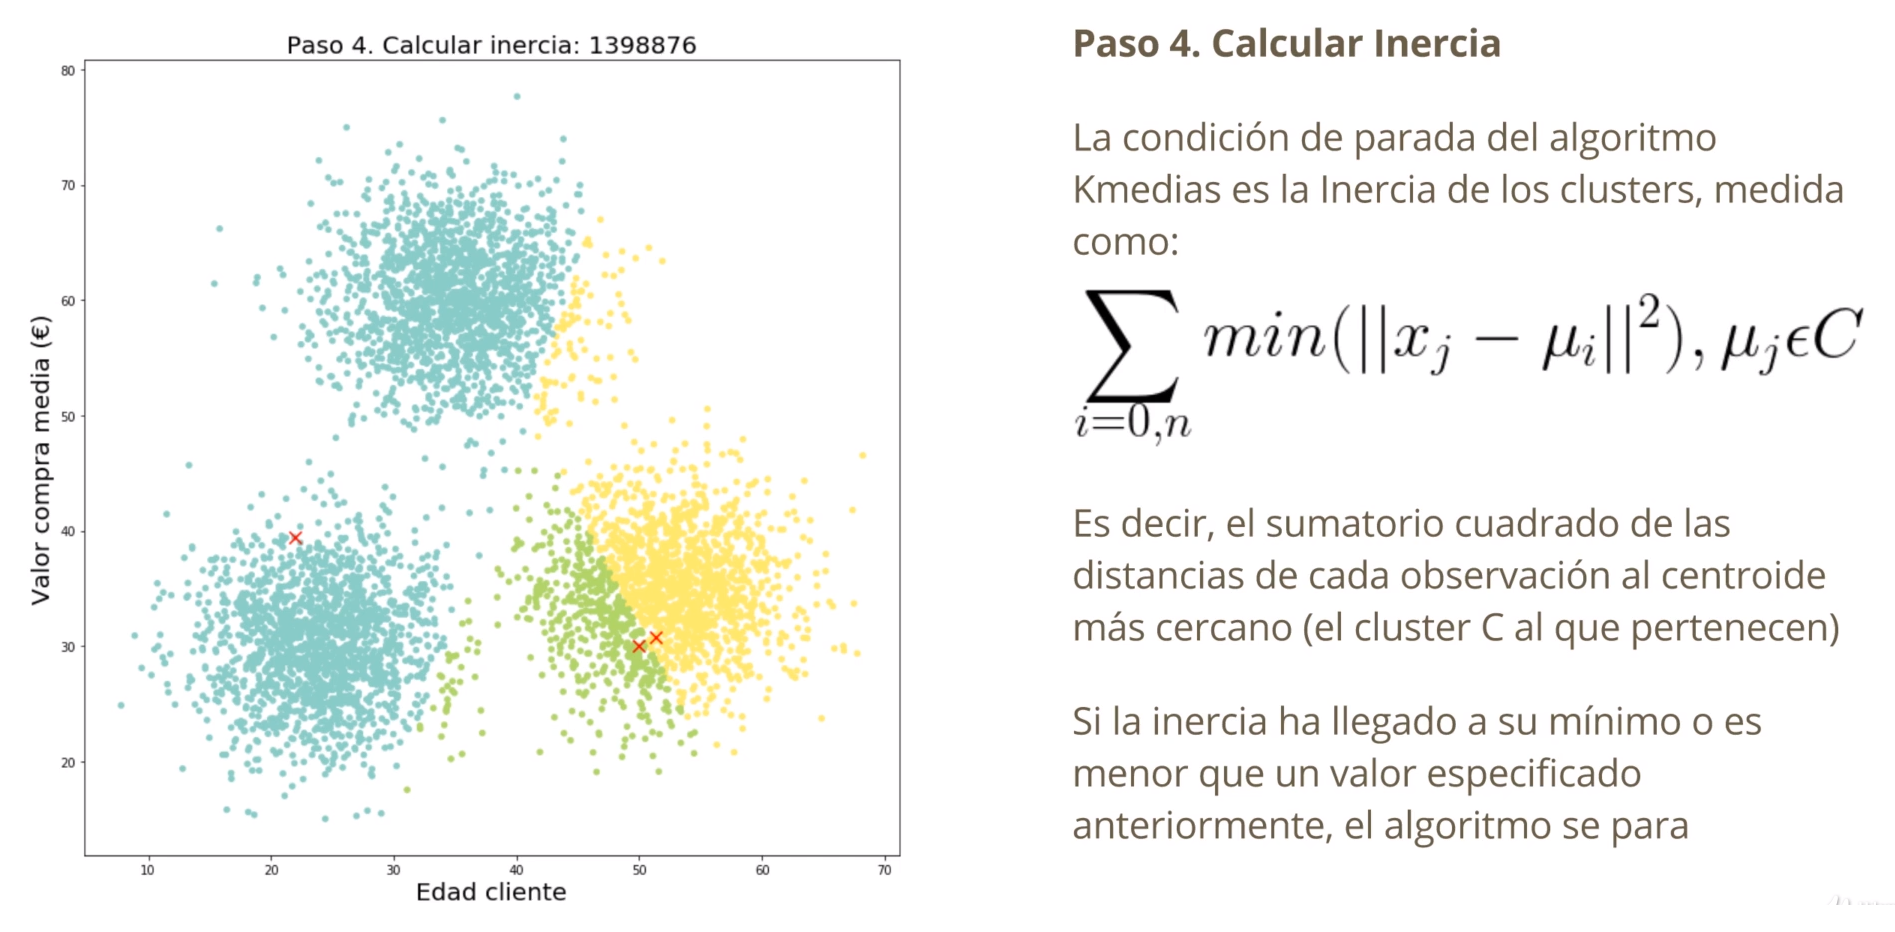 Paso 4. Calcular inercia: 1398876
80
70
60
50
40
30
20
Valor compra media (€)
10 20 30 40 50 60 70
Edad cliente
Paso 4. Calcular Inercia
La condición de parada del algoritmo
Kmedias es la Inercia de los clusters, medida
como:
∑ min(||x_j − μ_i||²), μ_j ϵ C
i=0,n
Es decir, el sumatorio cuadrado de las
distancias de cada observación al centroide
más cercano (el cluster C al que pertenecen)
Si la inercia ha llegado a su mínimo o es
menor que un valor especificado
anteriormente, el algoritmo se para